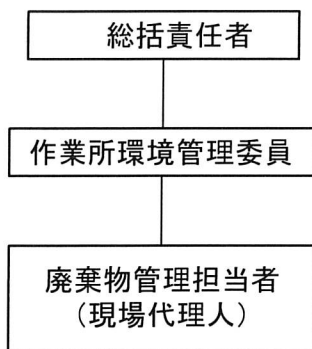 総括責任者
作業所環境管理委員
廃棄物管理担当者
(現場代理人)